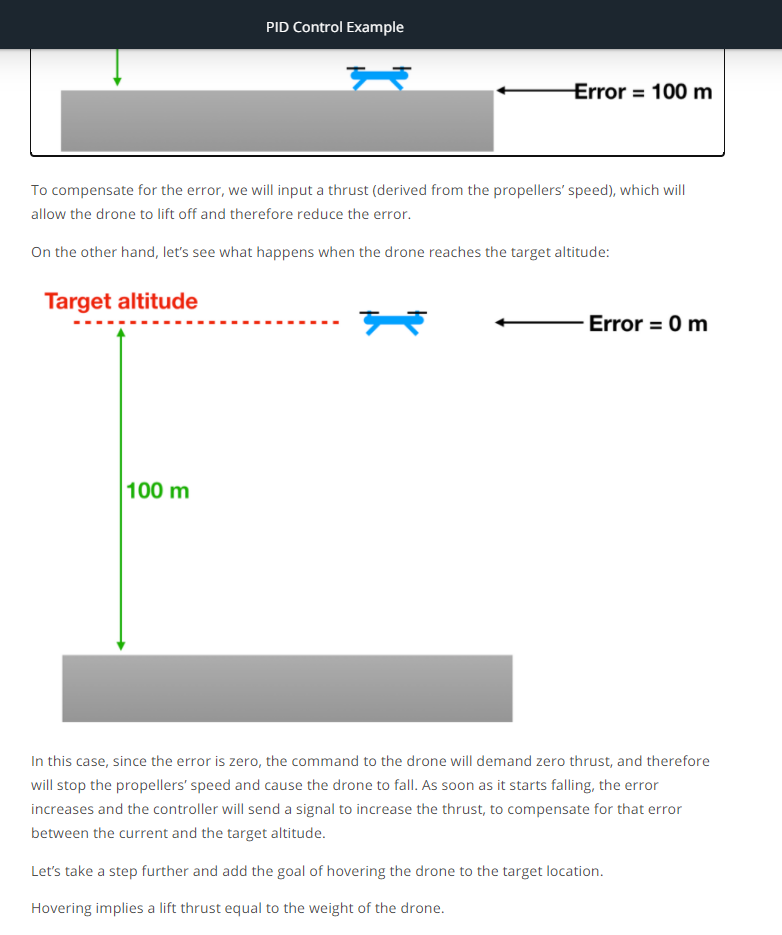 PID Control Example
Error = 100 m
To compensate for the error, we will input a thrust (derived from the propellers’ speed), which will
allow the drone to lift off and therefore reduce the error.
On the other hand, let’s see what happens when the drone reaches the target altitude:
Target altitude
Error = 0 m
100 m
In this case, since the error is zero, the command to the drone will demand zero thrust, and therefore
will stop the propellers’ speed and cause the drone to fall. As soon as it starts falling, the error
increases and the controller will send a signal to increase the thrust, to compensate for that error
between the current and the target altitude.
Let’s take a step further and add the goal of hovering the drone to the target location.
Hovering implies a lift thrust equal to the weight of the drone.